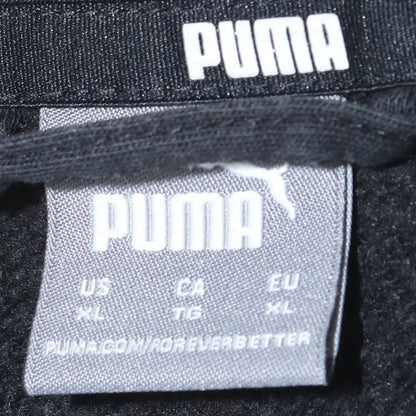 PUMA
PUMA
US CA EU
XL TG XL
PUMA.COM/FOREVERBETTER